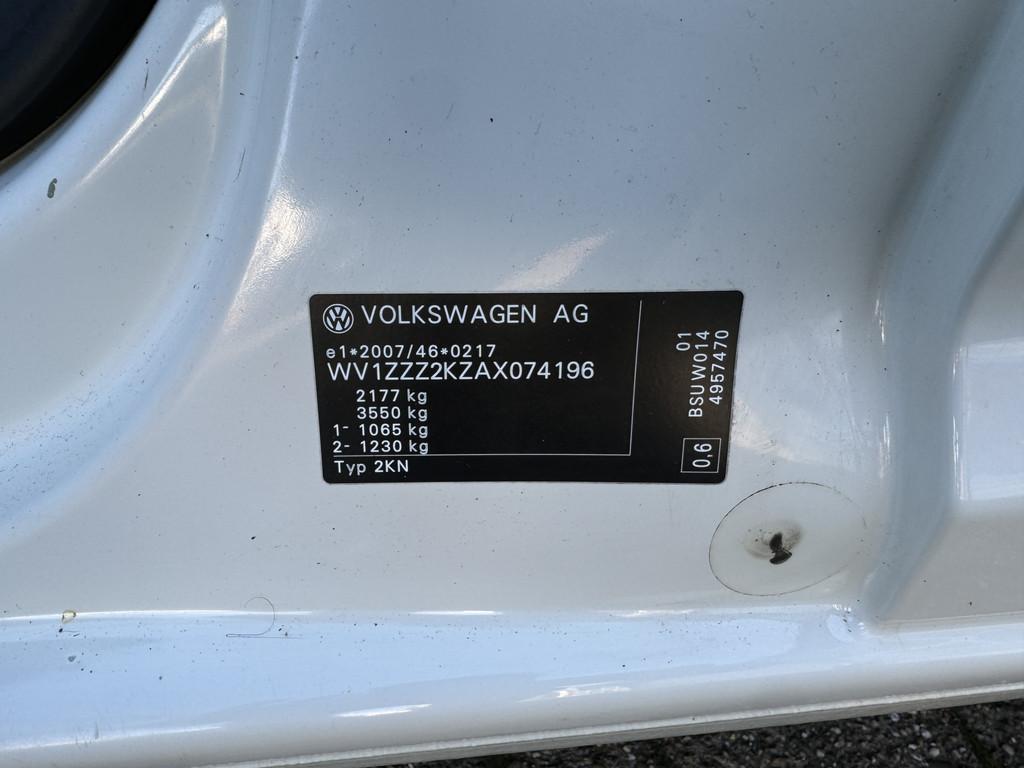 VOLKSWAGEN AG
e1*2007/46*0217
WV1ZZZ2KZAX074196
2177 kg
3550 kg
1- 1065 kg
2- 1230 kg
Typ 2KN
01
BSUW014
4957470
0,6